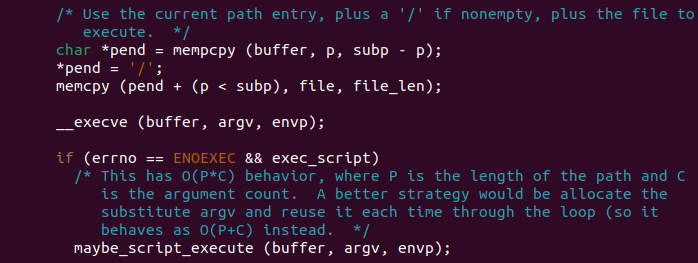 /* Use the current path entry, plus a '/' if nonempty, plus the file to
execute.  */
char *pend = mempcpy (buffer, p, subp - p);
*pend = '/';
memcpy (pend + (p < subp), file, file_len);
__execve (buffer, argv, envp);
if (errno == ENOEXEC && exec_script)
/* This has O(P*C) behavior, where P is the length of the path and C
is the argument count.  A better strategy would be allocate the
substitute argv and reuse it each time through the loop (so it
behaves as O(P+C) instead.  */
maybe_script_execute (buffer, argv, envp);